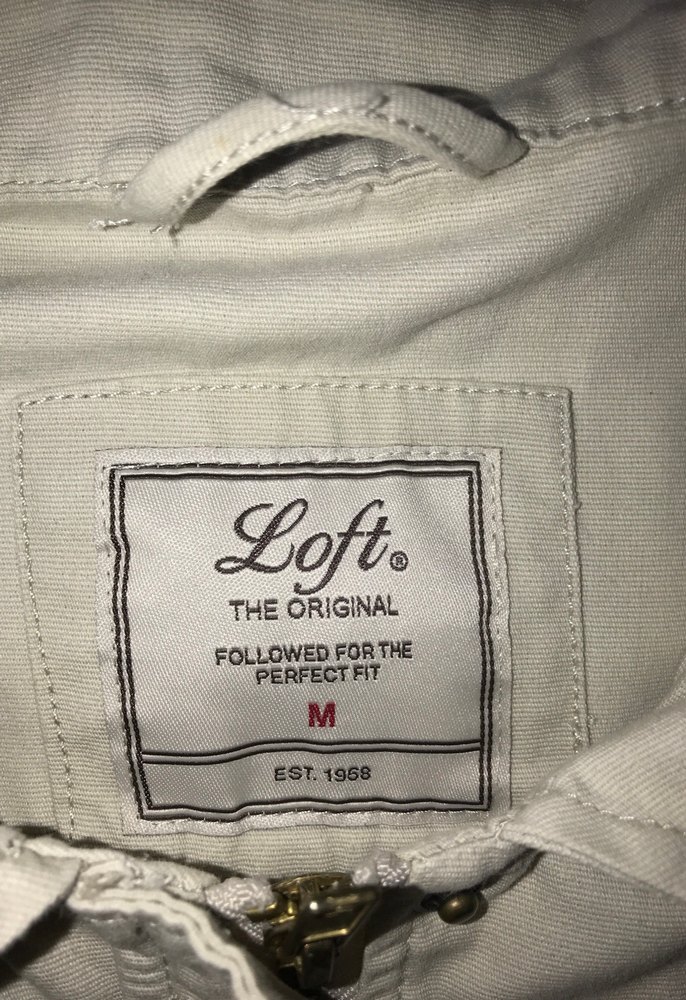 Loft®
THE ORIGINAL
FOLLOWED FOR THE
PERFECT FIT
M
EST. 1968